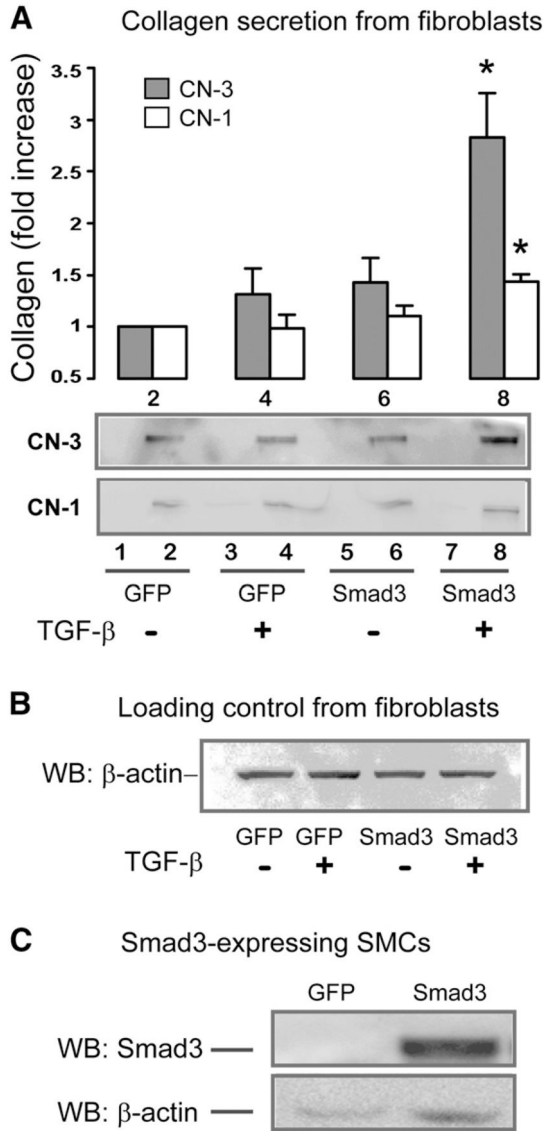 A Collagen secretion from fibroblasts
Collagen (fold increase)
3.5
3
2.5
2
1.5
1
0.5
CN-3
CN-1
*
*
2 4 6 8
CN-3
CN-1
1 2 3 4 5 6 7 8
GFP GFP Smad3 Smad3
TGF-β - + - +
B Loading control from fibroblasts
WB: β-actin–
GFP GFP Smad3 Smad3
TGF-β - + - +
C Smad3-expressing SMCs
GFP Smad3
WB: Smad3
WB: β-actin